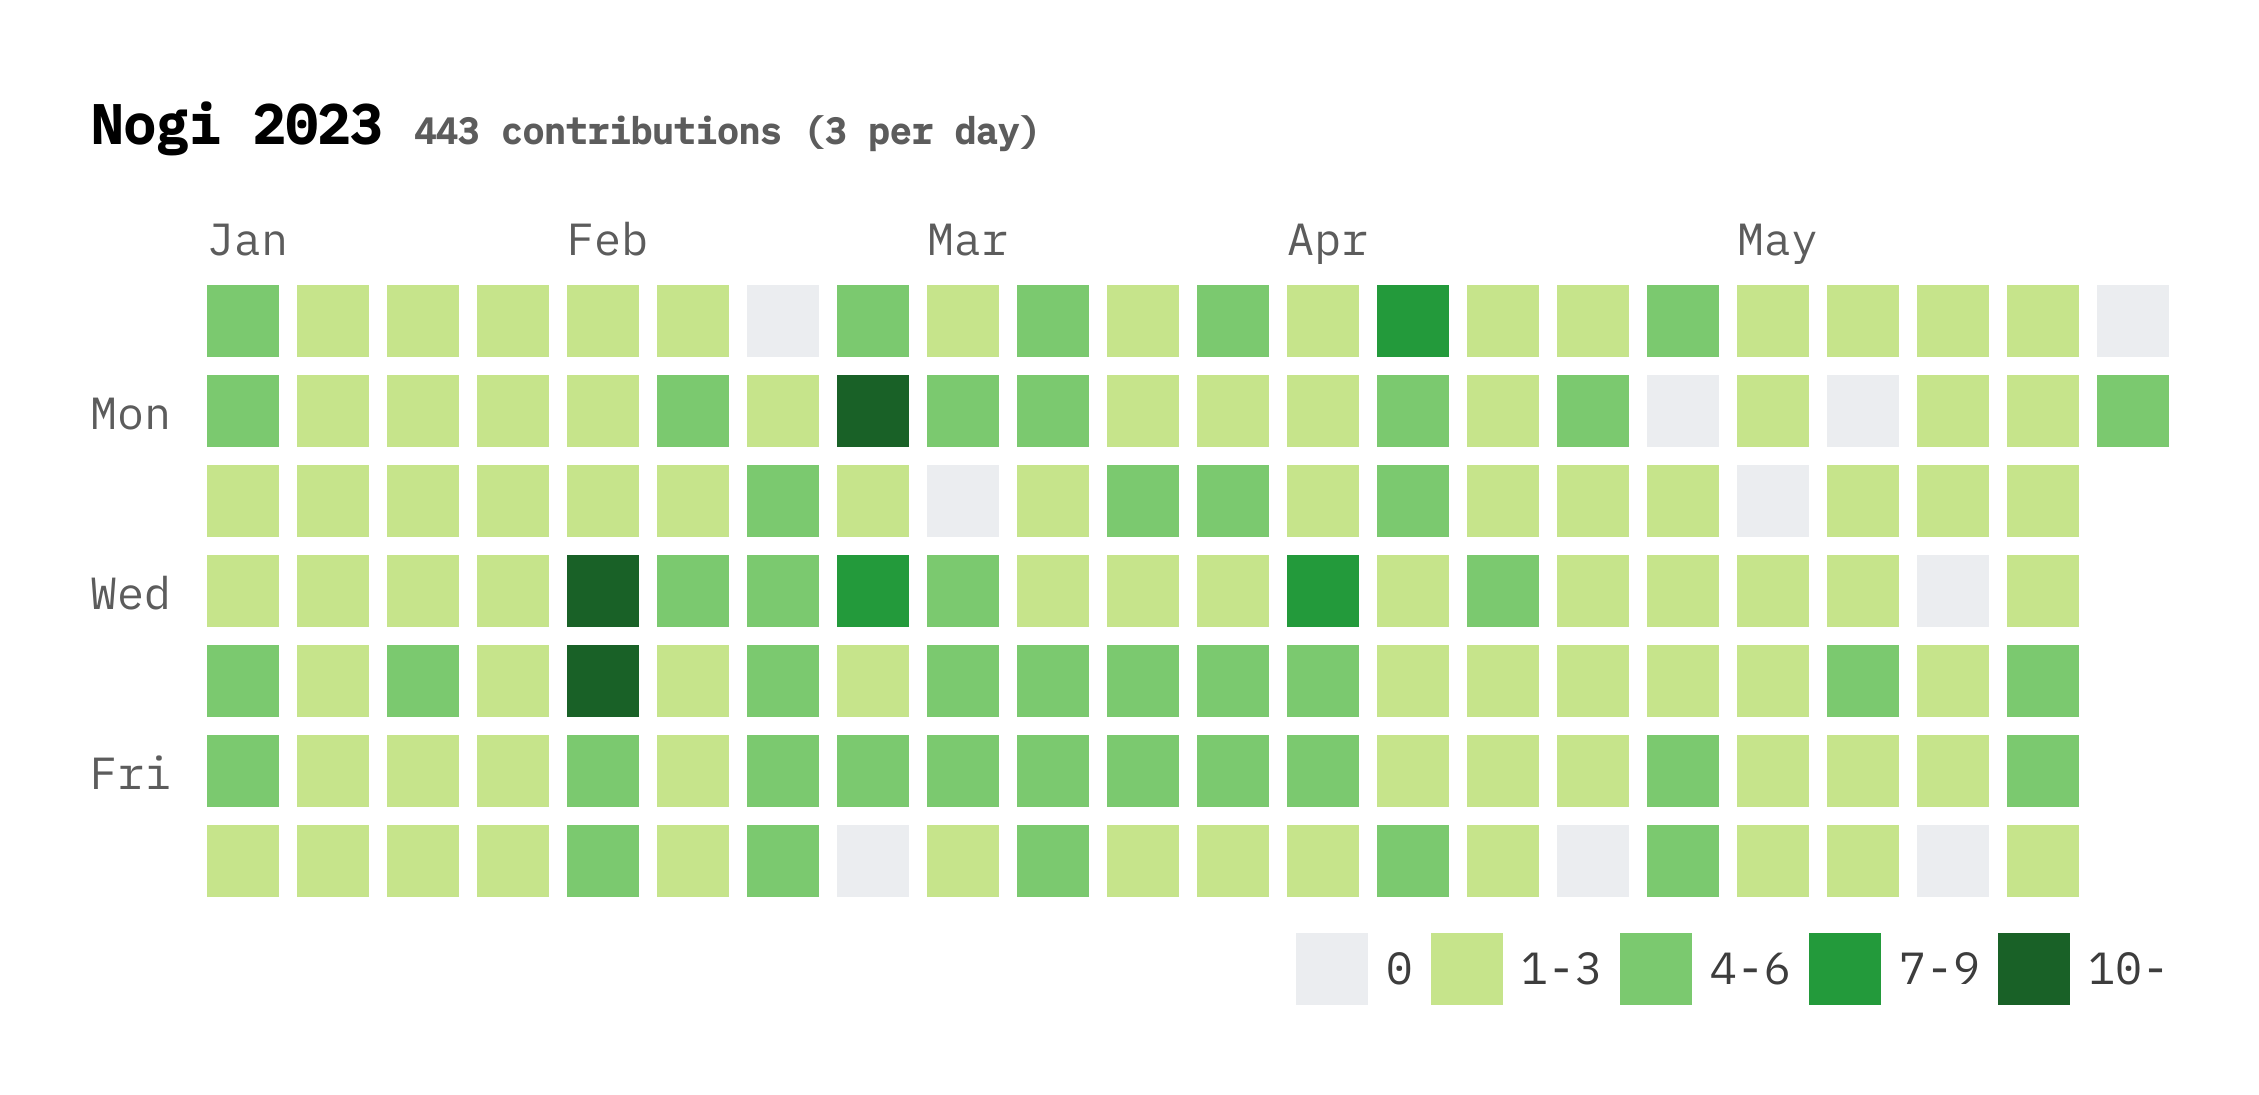 Nogi 2023 443 contributions (3 per day)
Jan Feb Mar Apr May
Mon
Wed
Fri
0 1-3 4-6 7-9 10-